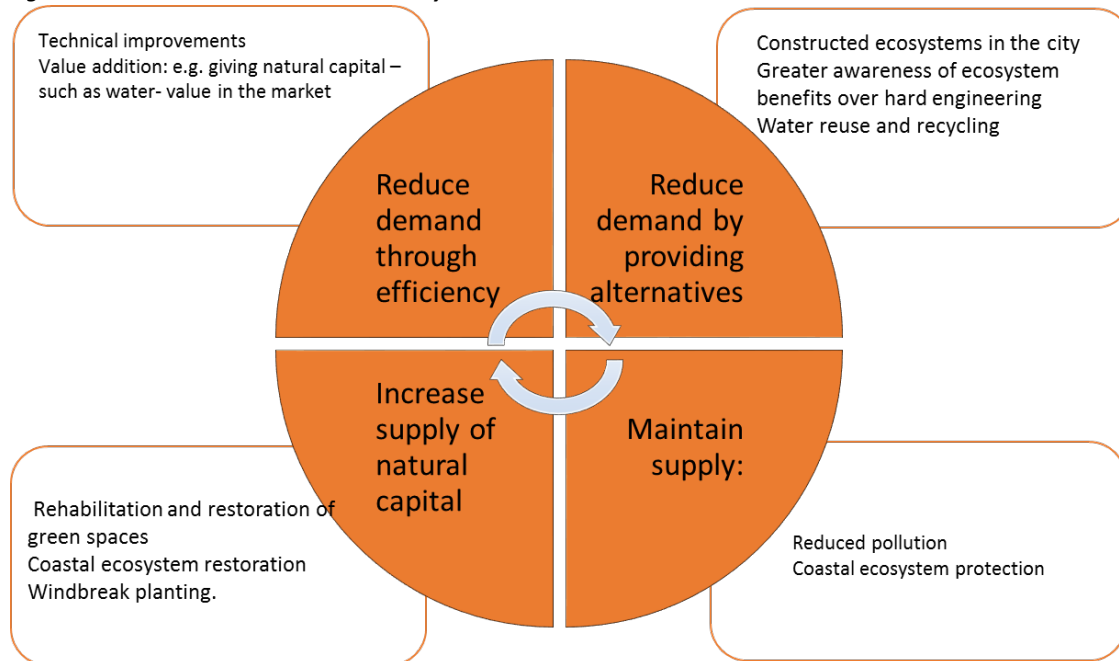 Technical improvements
Value addition: e.g. giving natural capital –
such as water- value in the market
Constructed ecosystems in the city
Greater awareness of ecosystem
benefits over hard engineering
Water reuse and recycling
Reduce
demand
through
efficiency
Reduce
demand by
providing
alternatives
Increase
supply of
natural
capital
Maintain
supply:
Rehabilitation and restoration of
green spaces
Coastal ecosystem restoration
Windbreak planting.
Reduced pollution
Coastal ecosystem protection